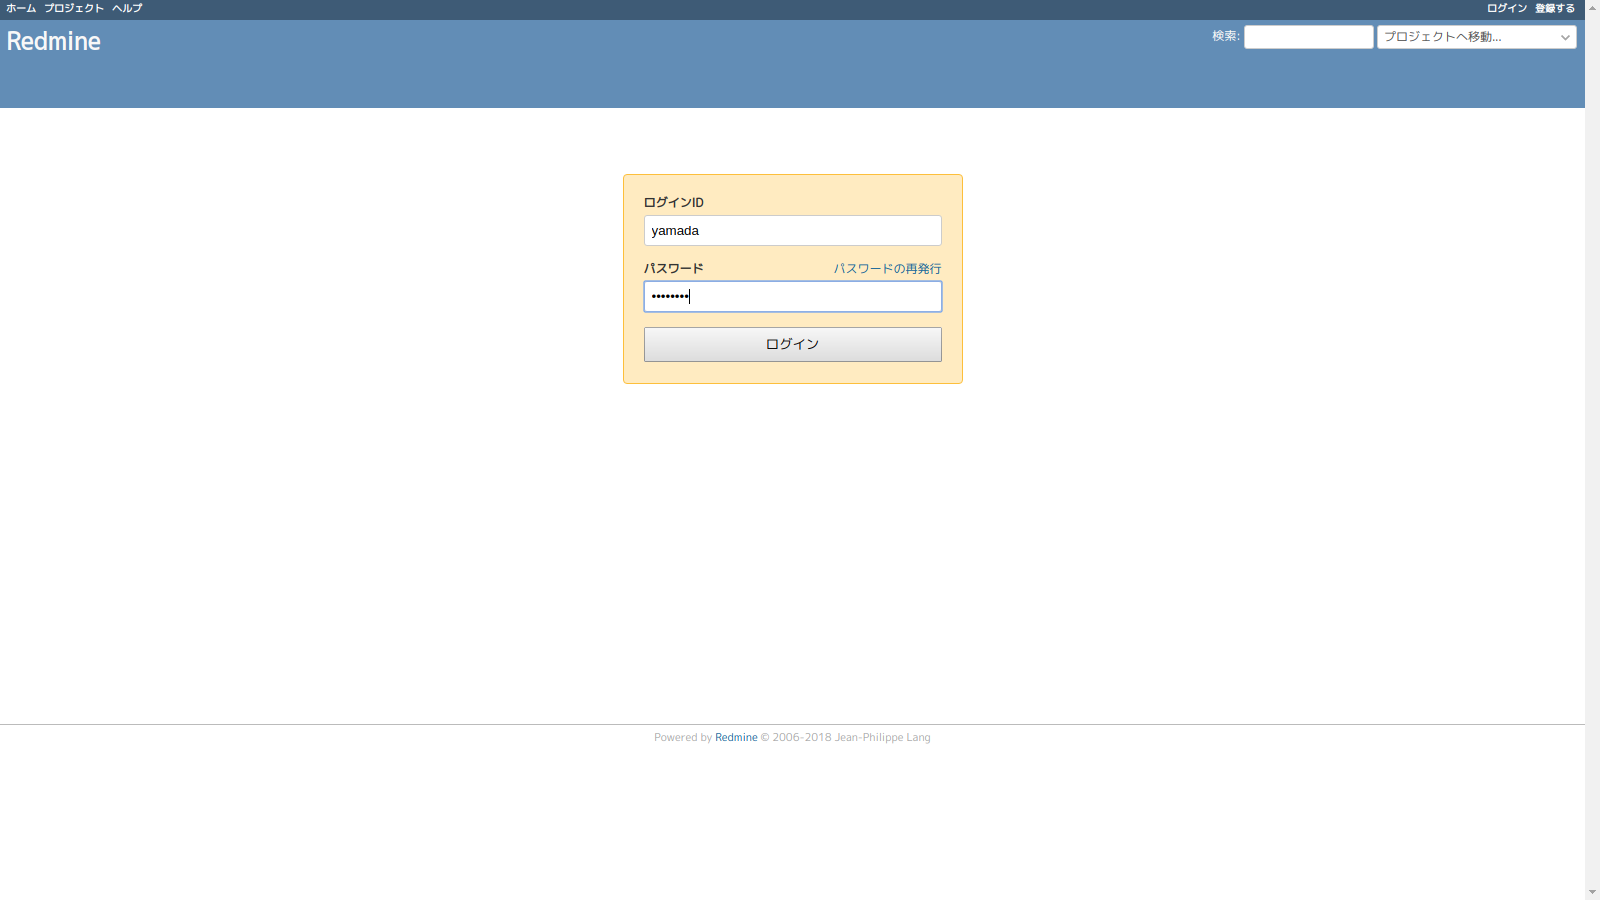 ホーム プロジェクト ヘルプ ログイン 登録する
Redmine 検索: プロジェクトへ移動...
ログインID
yamada
パスワード パスワードの再発行
••••••••
ログイン
Powered by Redmine © 2006-2018 Jean-Philippe Lang